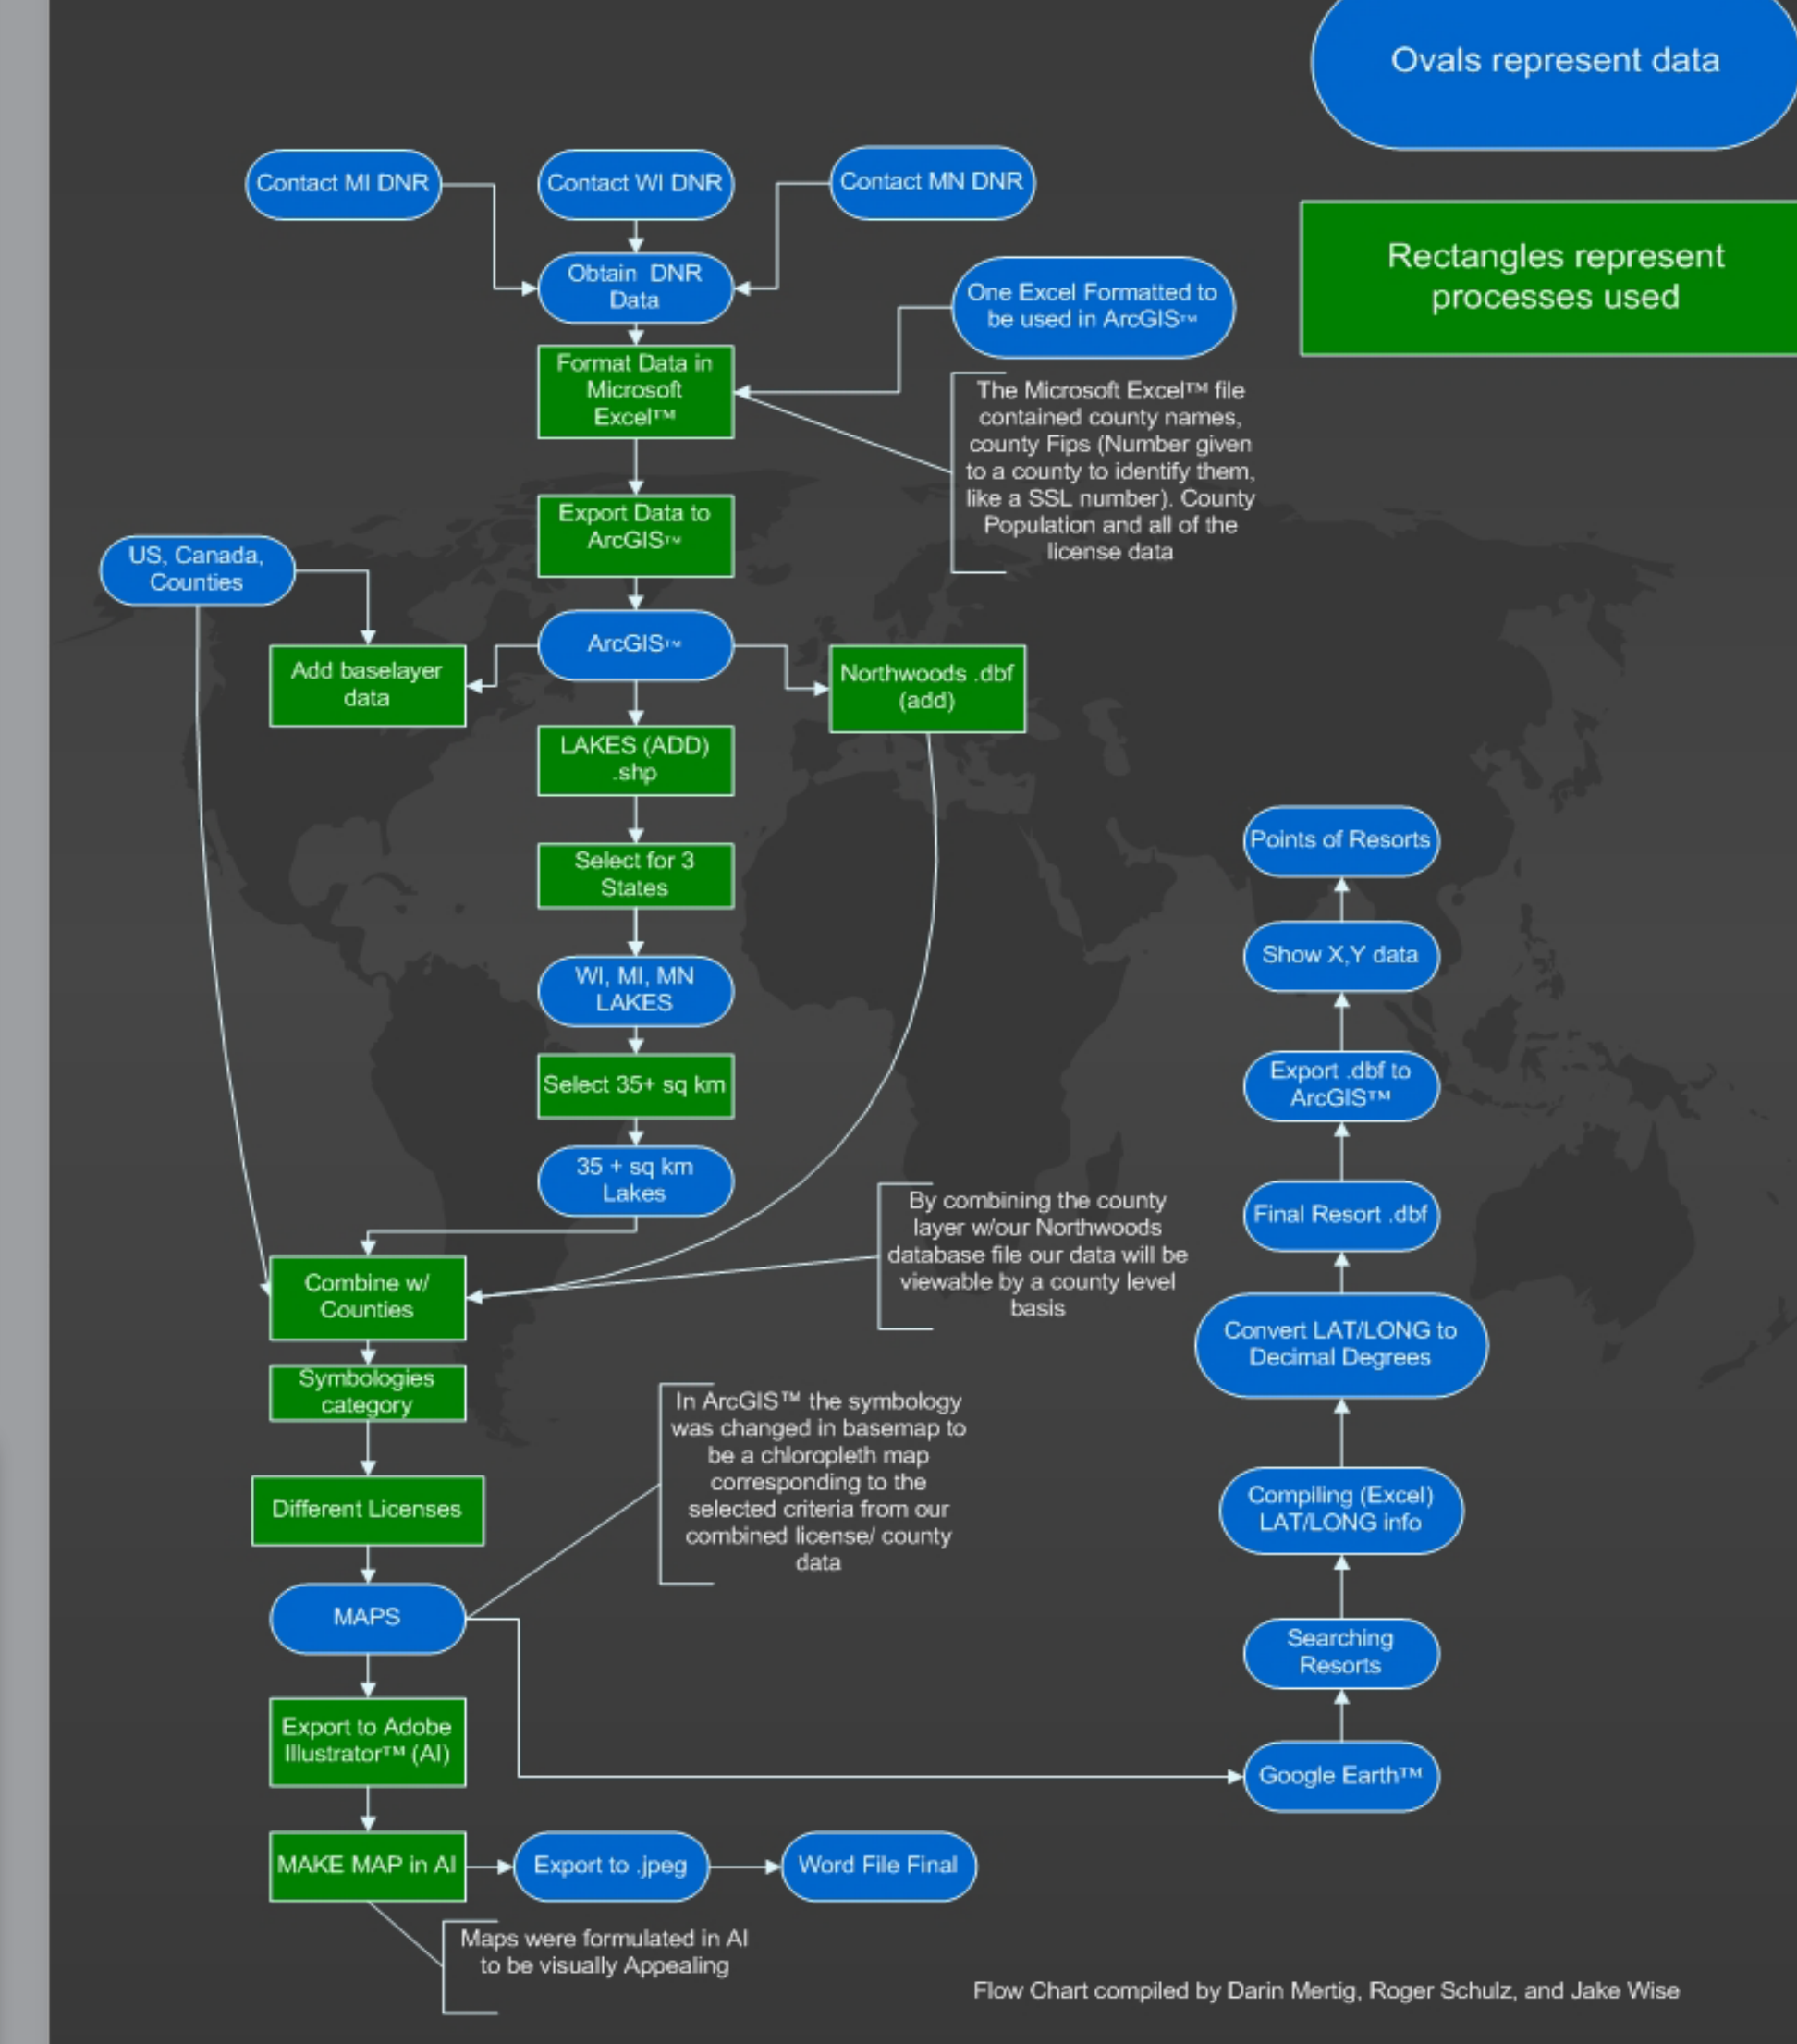 Ovals represent data
Rectangles represent
processes used
Contact MI DNR
Contact WI DNR
Contact MN DNR
Obtain DNR
Data
One Excel Formatted to
be used in ArcGIS™
Format Data in
Microsoft
Excel™
The Microsoft Excel™ file
contained county names,
county Fips (Number given
to a county to identify them,
like a SSL number). County
Population and all of the
license data
Export Data to
ArcGIS™
US, Canada,
Counties
ArcGIS™
Add baselayer
data
Northwoods .dbf
(add)
LAKES (ADD)
.shp
Select for 3
States
WI, MI, MN
LAKES
Select 35+ sq km
35 + sq km
Lakes
By combining the county
layer w/our Northwoods
database file our data will be
viewable by a county level
basis
Combine w/
Counties
Symbologies
category
In ArcGIS™ the symbology
was changed in basemap to
be a chloropleth map
corresponding to the
selected criteria from our
combined license/ county
data
Different Licenses
MAPS
Export to Adobe
Illustrator™ (AI)
MAKE MAP in AI
Export to .jpeg
Word File Final
Maps were formulated in AI
to be visually Appealing
Points of Resorts
Show X,Y data
Export .dbf to
ArcGIS™
Final Resort .dbf
Convert LAT/LONG to
Decimal Degrees
Compiling (Excel)
LAT/LONG info
Searching
Resorts
Google Earth™
Flow Chart compiled by Darin Mertig, Roger Schulz, and Jake Wise